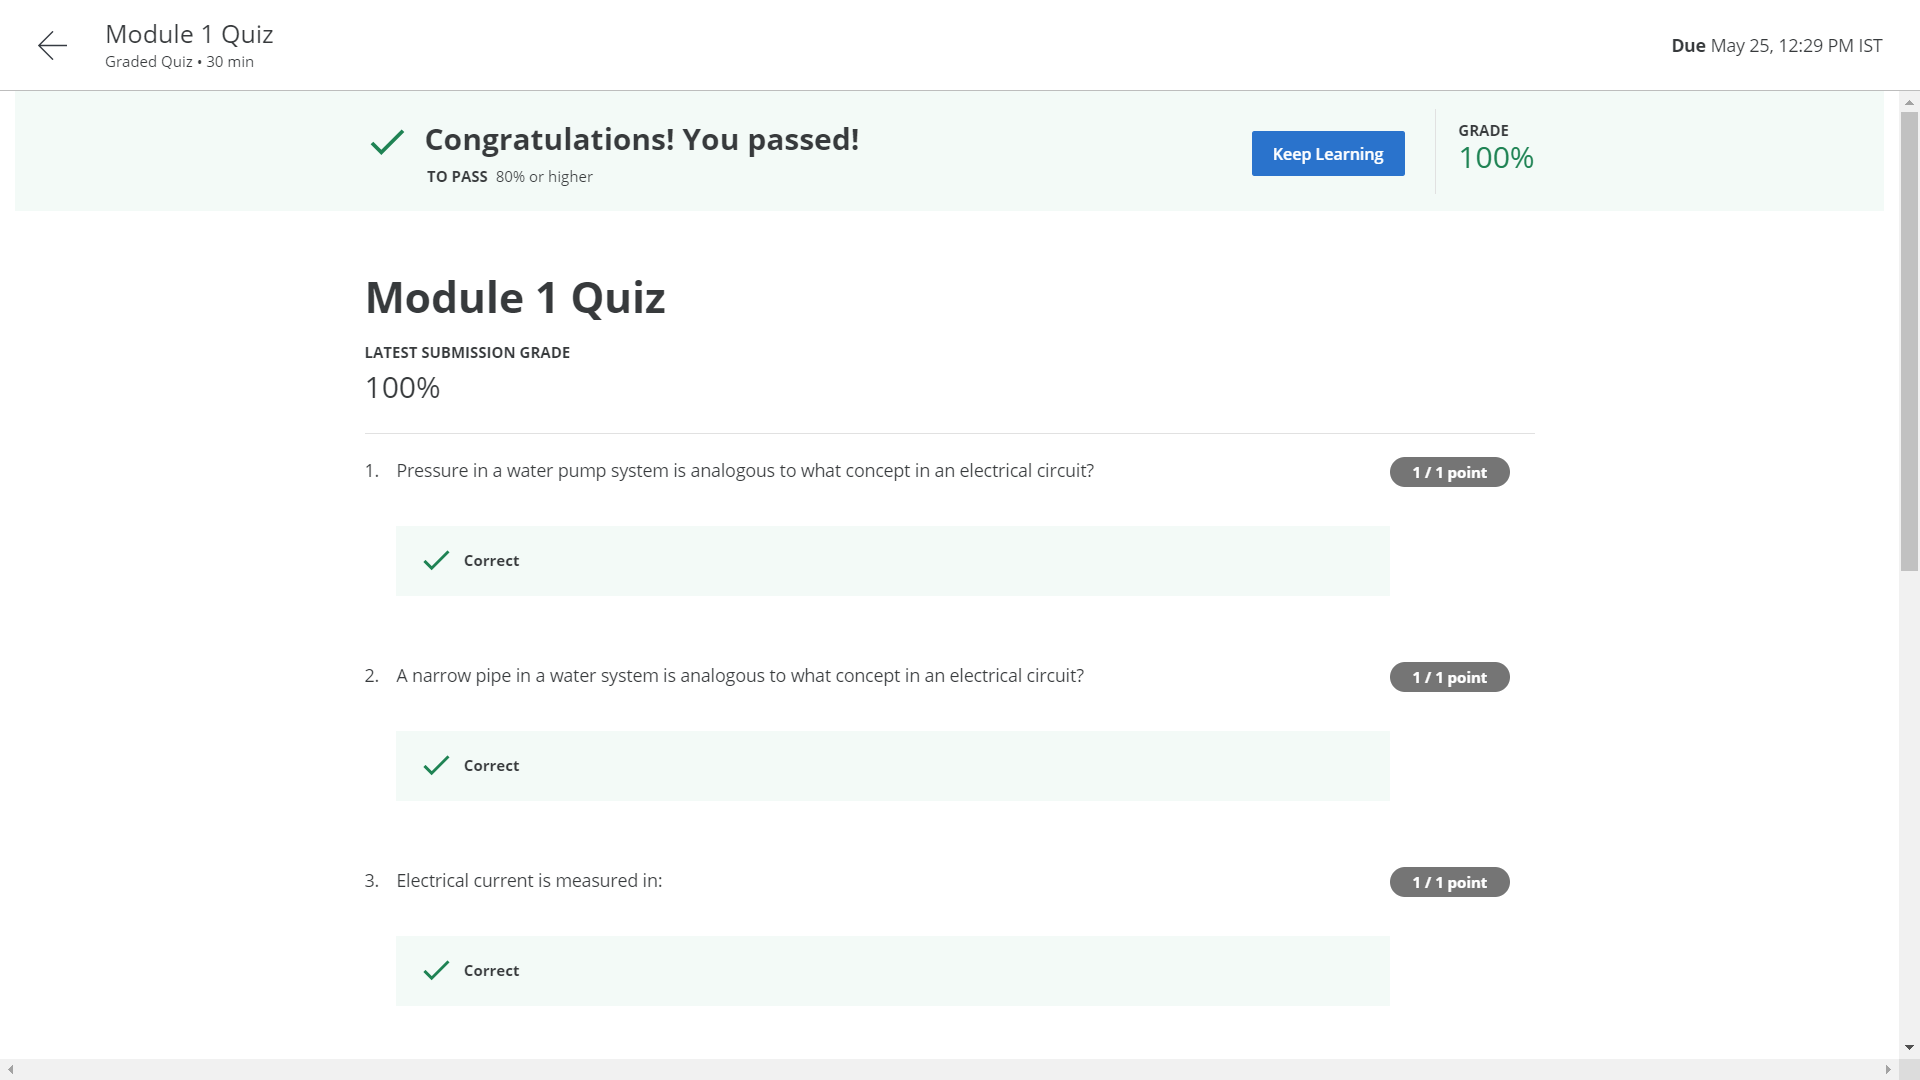 Module 1 Quiz
Graded Quiz • 30 min
Due May 25, 12:29 PM IST
Congratulations! You passed!
TO PASS 80% or higher
Keep Learning
GRADE
100%
Module 1 Quiz
LATEST SUBMISSION GRADE
100%
1. Pressure in a water pump system is analogous to what concept in an electrical circuit?
1 / 1 point
Correct
2. A narrow pipe in a water system is analogous to what concept in an electrical circuit?
1 / 1 point
Correct
3. Electrical current is measured in:
1 / 1 point
Correct